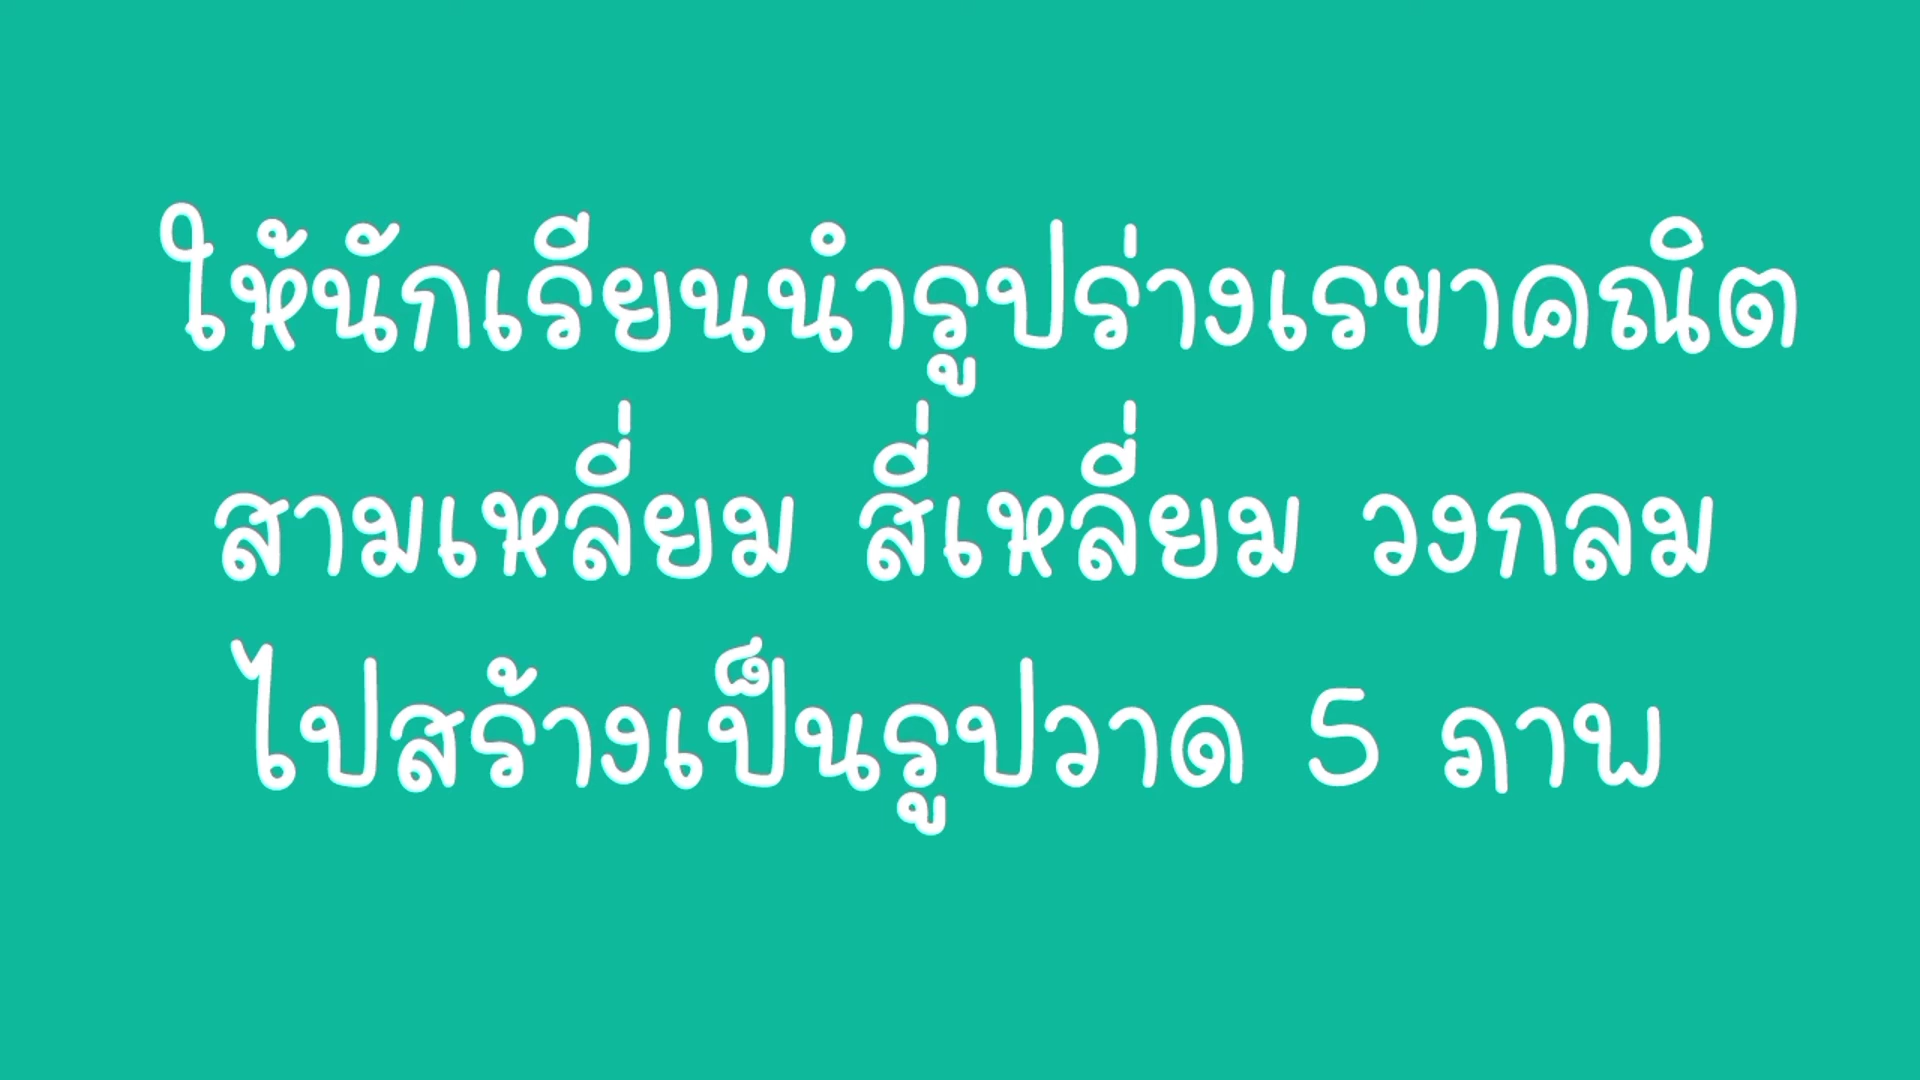 ให้นักเรียนนำรูปร่างเรขาคณิต
สามเหลี่ยม สี่เหลี่ยม วงกลม
ไปสร้างเป็นรูปวาด 5 ภาพ